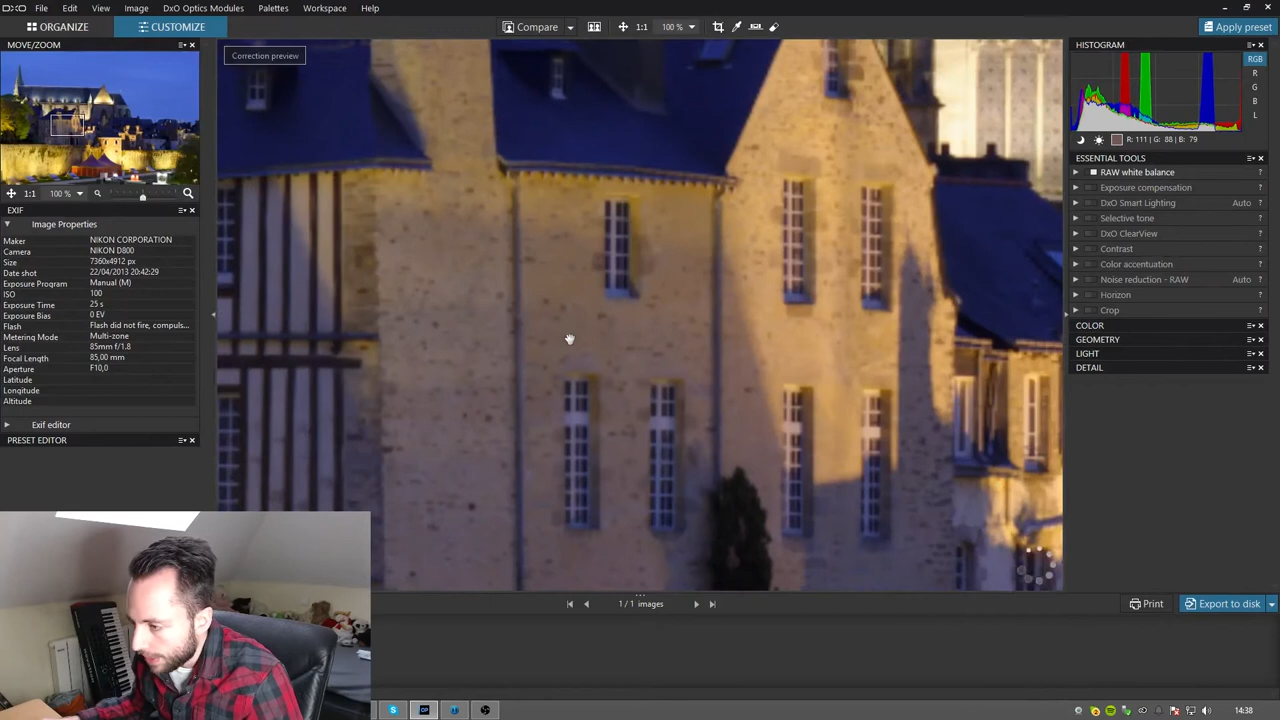 DxO File Edit View Image DxO Optics Modules Palettes Workspace Help
ORGANIZE CUSTOMIZE Compare 1:1 100 % Apply preset
MOVE/ZOOM
1:1 100 %
EXIF
Image Properties
Maker NIKON CORPORATION
Camera NIKON D800
Size 7360x4912 px
Date shot 22/04/2013 20:42:29
Exposure Program Manual (M)
ISO 100
Exposure Time 25 s
Exposure Bias 0 EV
Flash Flash did not fire, compuls...
Metering Mode Multi-zone
Lens 85mm f/1.8
Focal Length 85,00 mm
Aperture F10,0
Latitude
Longitude
Altitude
Exif editor
PRESET EDITOR
Correction preview
1 / 1 images
HISTOGRAM
RGB
R
G
B
L
R: 111 G: 88 B: 79
ESSENTIAL TOOLS
RAW white balance
Exposure compensation ?
DxO Smart Lighting Auto ?
Selective tone ?
DxO ClearView ?
Contrast ?
Color accentuation ?
Noise reduction - RAW Auto ?
Horizon ?
Crop ?
COLOR
GEOMETRY
LIGHT
DETAIL
Print Export to disk
14:38